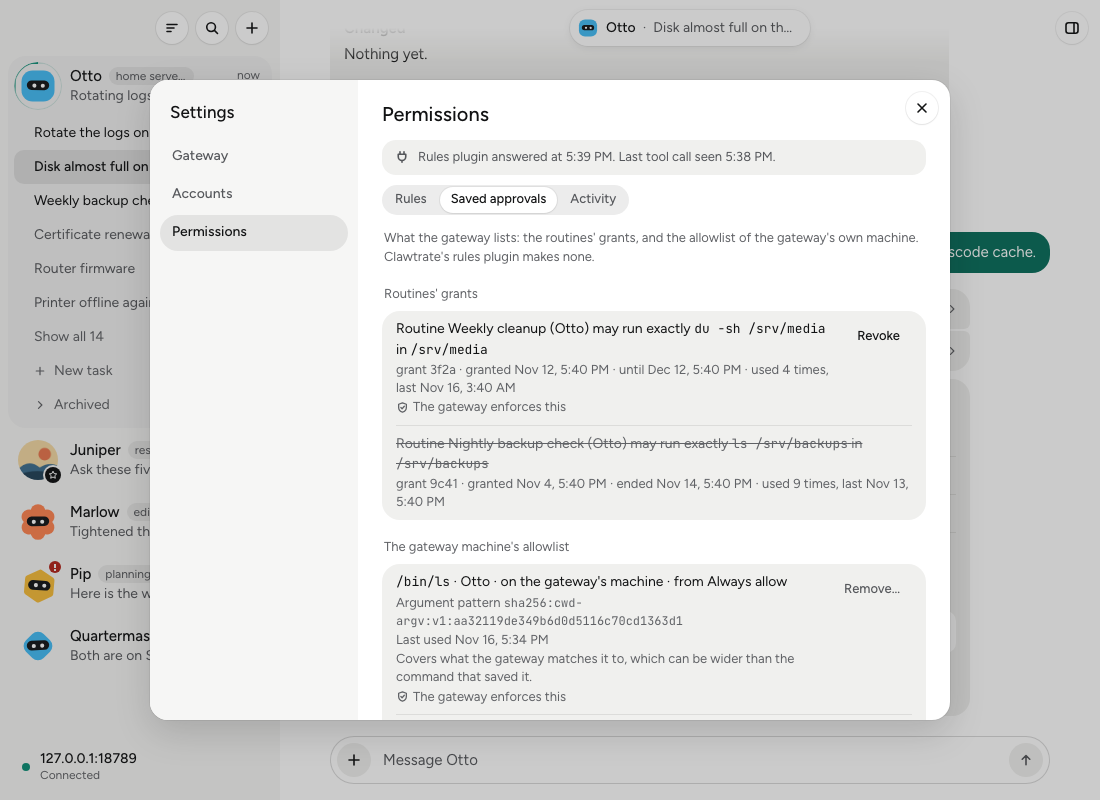 Otto · Disk almost full on th...
Changed
Nothing yet.
Otto home serve... now
Rotating logs
Rotate the logs on
Disk almost full on
Weekly backup che
Certificate renewa
Router firmware
Printer offline agai
Show all 14
New task
Archived
Juniper res
Ask these fiv
Marlow edi
Tightened th
Pip planning
Here is the w
Quartermas
Both are on S
127.0.0.1:18789
Connected
scode cache.
Message Otto
Settings
Gateway
Accounts
Permissions
Permissions
Rules plugin answered at 5:39 PM. Last tool call seen 5:38 PM.
Rules Saved approvals Activity
What the gateway lists: the routines' grants, and the allowlist of the gateway's own machine.
Clawtrate's rules plugin makes none.
Routines' grants
Routine Weekly cleanup (Otto) may run exactly du -sh /srv/media
in /srv/media
Revoke
grant 3f2a · granted Nov 12, 5:40 PM · until Dec 12, 5:40 PM · used 4 times,
last Nov 16, 3:40 AM
The gateway enforces this
Routine Nightly backup check (Otto) may run exactly ls /srv/backups in
/srv/backups
grant 9c41 · granted Nov 4, 5:40 PM · ended Nov 14, 5:40 PM · used 9 times, last Nov 13,
5:40 PM
The gateway machine's allowlist
/bin/ls · Otto · on the gateway's machine · from Always allow
Remove...
Argument pattern sha256:cwd-
argv:v1:aa32119de349b6d0d5116c70cd1363d1
Last used Nov 16, 5:34 PM
Covers what the gateway matches it to, which can be wider than the
command that saved it.
The gateway enforces this